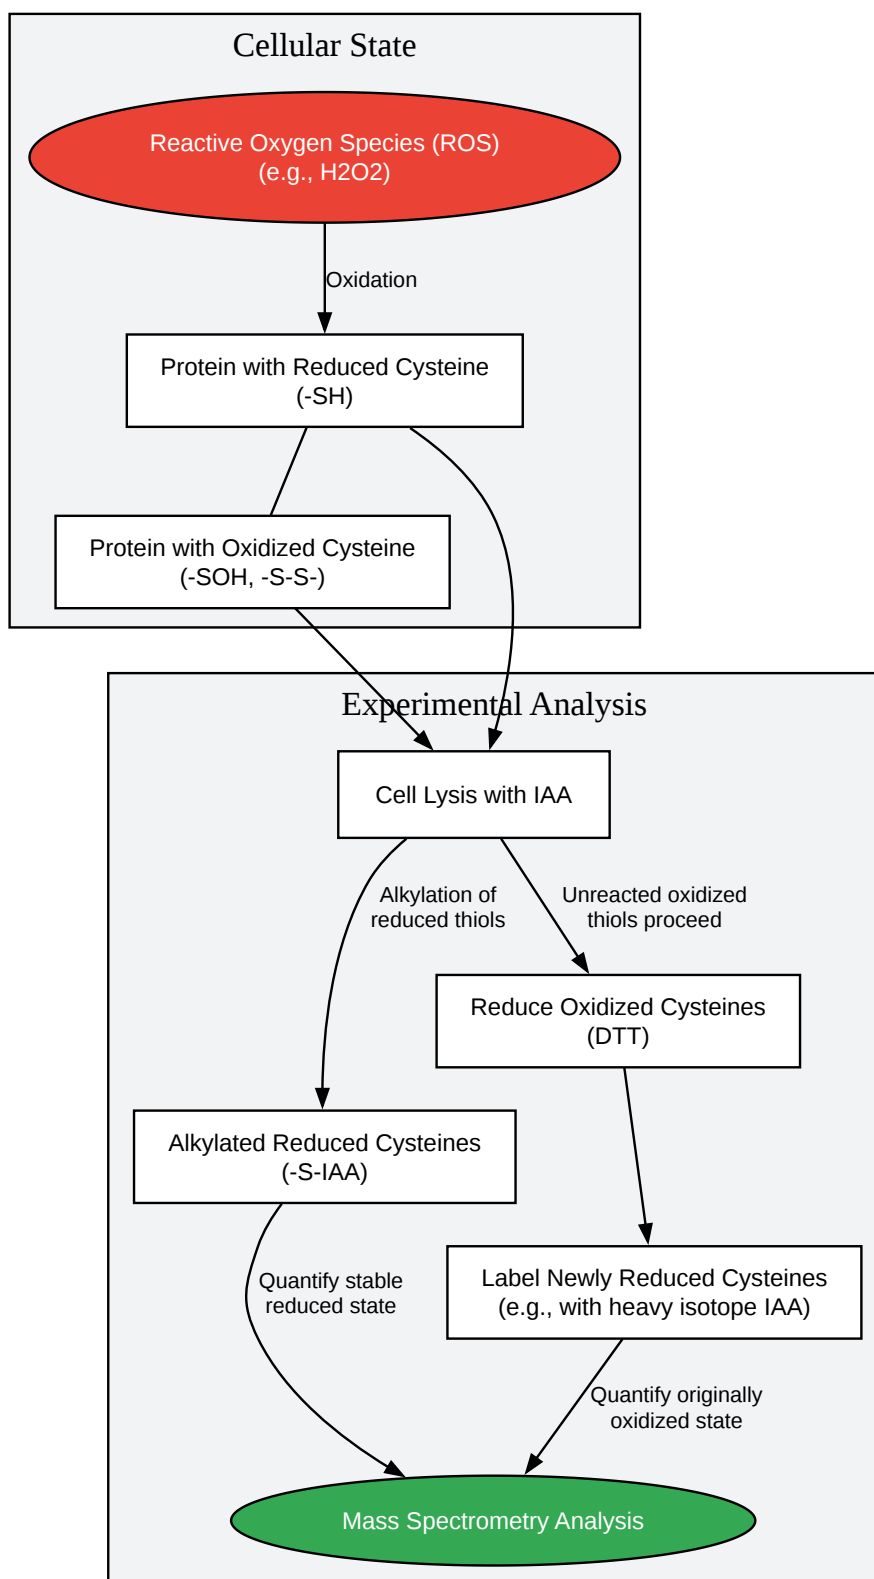 Cellular State
Reactive Oxygen Species (ROS)
(e.g., H2O2)
Oxidation
Protein with Reduced Cysteine
(-SH)
Protein with Oxidized Cysteine
(-SOH, -S-S-)
Experimental Analysis
Cell Lysis with IAA
Alkylation of
reduced thiols
Unreacted oxidized
thiols proceed
Reduce Oxidized Cysteines
(DTT)
Alkylated Reduced Cysteines
(-S-IAA)
Label Newly Reduced Cysteines
(e.g., with heavy isotope IAA)
Quantify stable
reduced state
Quantify originally
oxidized state
Mass Spectrometry Analysis